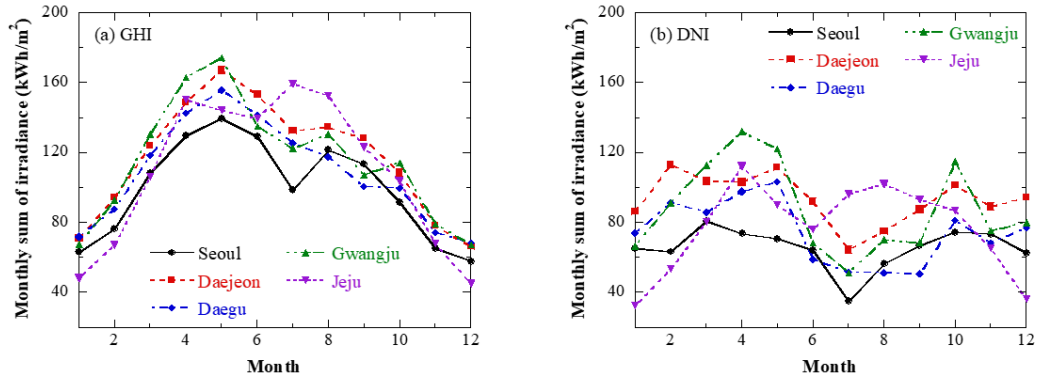 (a) GHI
Monthly sum of irradiance (kWh/m²)
200
160
120
80
40
2
4
6
8
10
12
Month
Seoul
Daejeon
Daegu
Gwangju
Jeju
(b) DNI
Monthly sum of irradiance (kWh/m²)
200
160
120
80
40
2
4
6
8
10
12
Month
Seoul
Daejeon
Daegu
Gwangju
Jeju